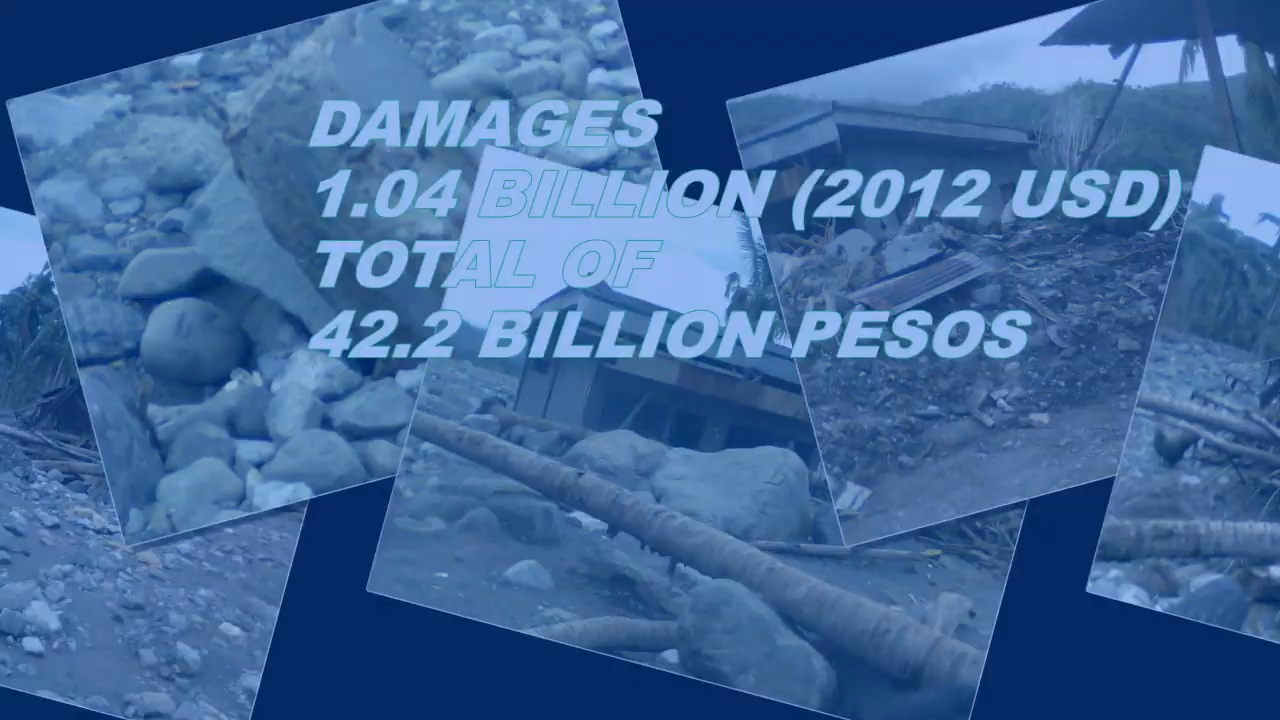 DAMAGES
1.04 BILLION (2012 USD)
TOTAL OF
42.2 BILLION PESOS